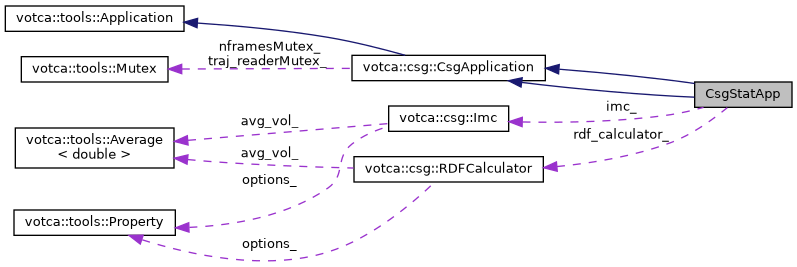 votca::tools::Application
nframesMutex_
traj_readerMutex_
votca::tools::Mutex
votca::csg::CsgApplication
CsgStatApp
imc_
votca::csg::Imc
avg_vol_
rdf_calculator_
votca::tools::Average
< double >
avg_vol_
votca::csg::RDFCalculator
options_
votca::tools::Property
options_